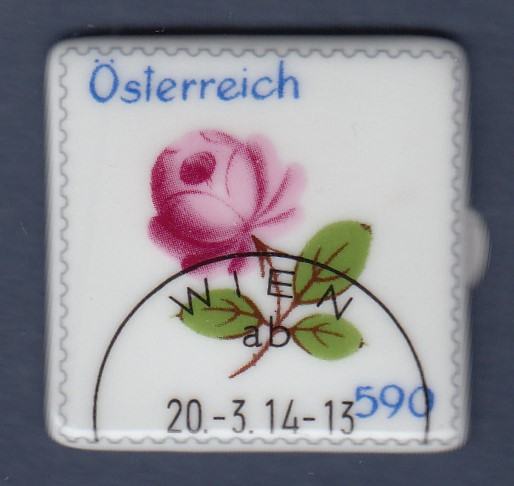 Österreich
WIEN
ab
20.-3.14-13
590